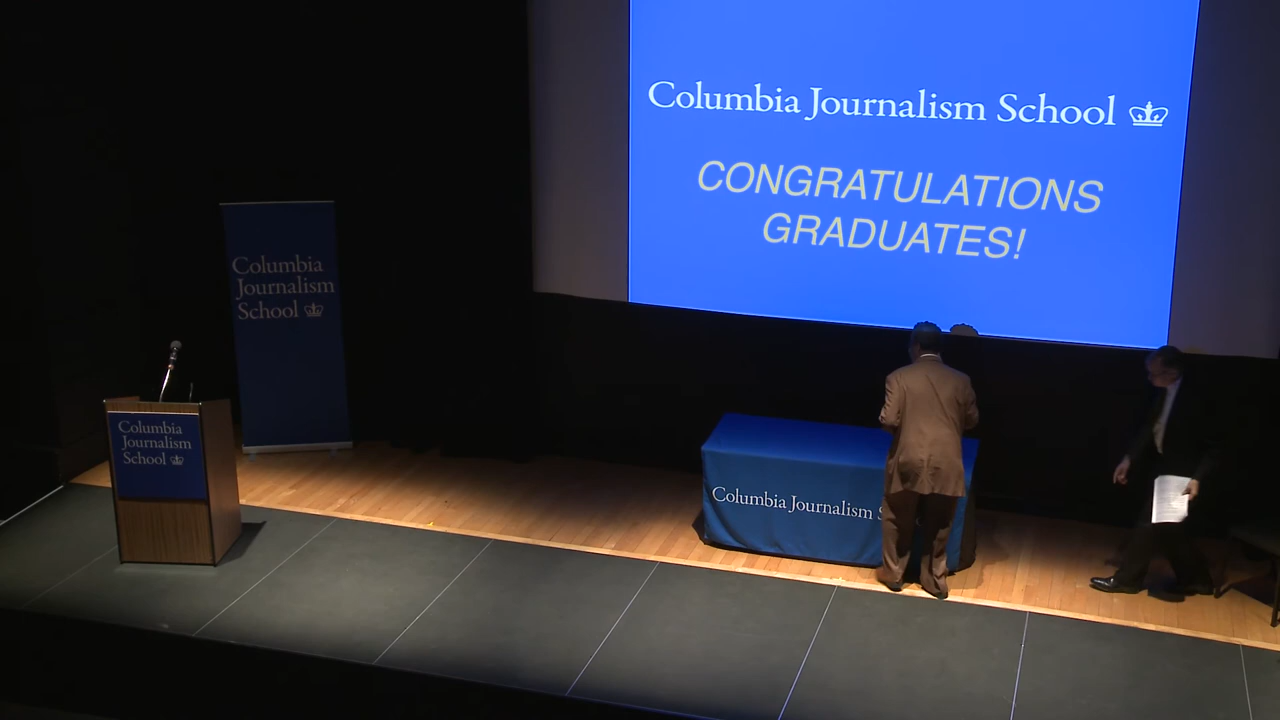 Columbia Journalism School
CONGRATULATIONS
GRADUATES!
Columbia
Journalism
School
Columbia
Journalism
School
Columbia Journalism S